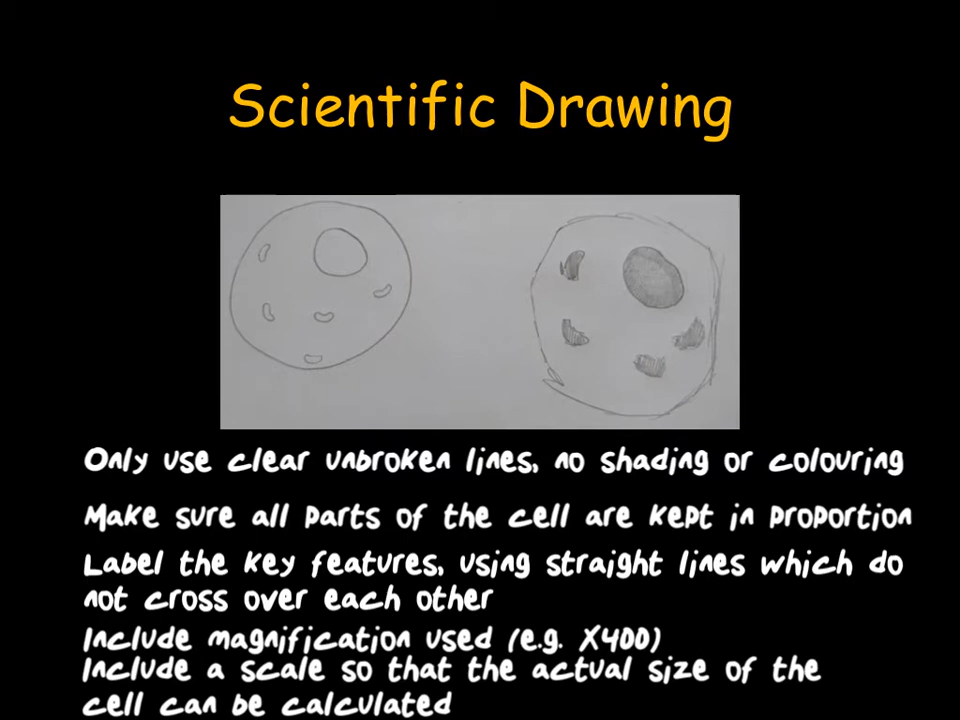 Scientific Drawing
Only use clear unbroken lines, no shading or colouring
Make sure all parts of the cell are kept in proportion
Label the key features, using straight lines which do
not cross over each other
Include magnification used (e.g. X400)
Include a scale so that the actual size of the
cell can be calculated